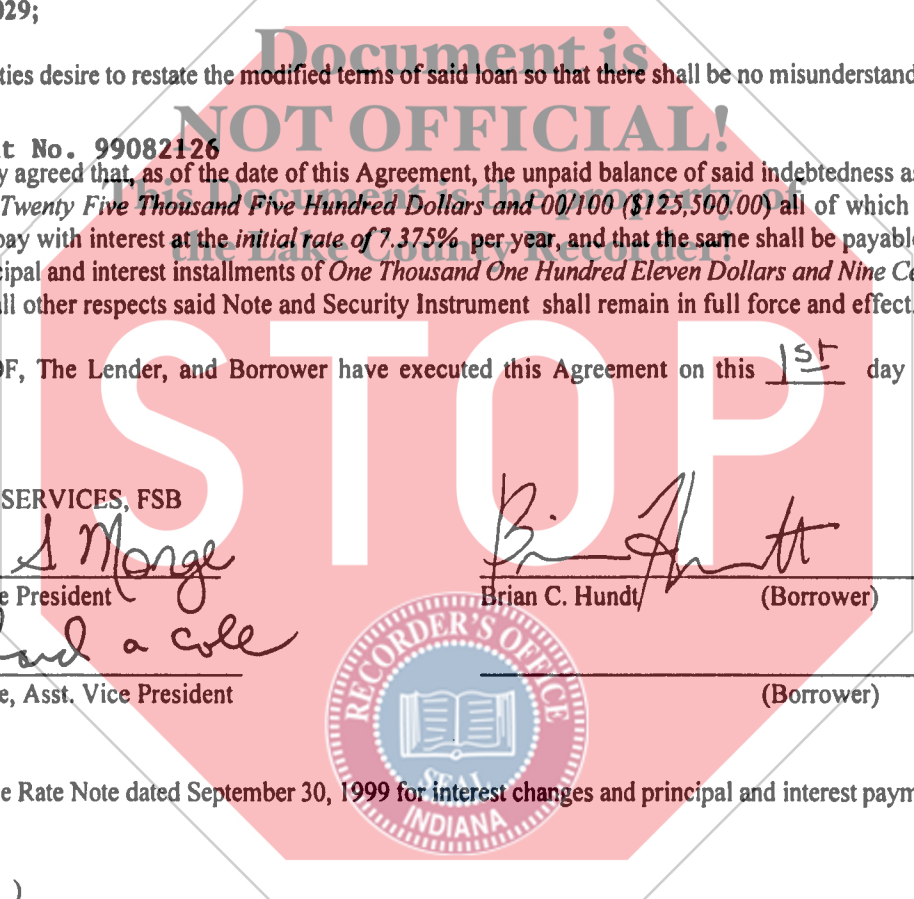 029;
Document is
ties desire to restate the modified terms of said loan so that there shall be no misunderstand
NOT OFFICIAL!
t No. 99082126
y agreed that, as of the date of this Agreement, the unpaid balance of said indebtedness as
This Document is the property of
Twenty Five Thousand Five Hundred Dollars and 00/100 ($125,500.00) all of which
pay with interest at the initial rate of 7.375% per year, and that the same shall be payable
the Lake County Recorder!
cipal and interest installments of One Thousand One Hundred Eleven Dollars and Nine Ce
ll other respects said Note and Security Instrument shall remain in full force and effect.
OF, The Lender, and Borrower have executed this Agreement on this 1st day
STOP
SERVICES, FSB
S Monge
e President
Brian C. Hundt (Borrower)
a Cole
e, Asst. Vice President
(Borrower)
RECORDER'S OFFICE
SEAL
INDIANA
e Rate Note dated September 30, 1999 for interest changes and principal and interest paym
)